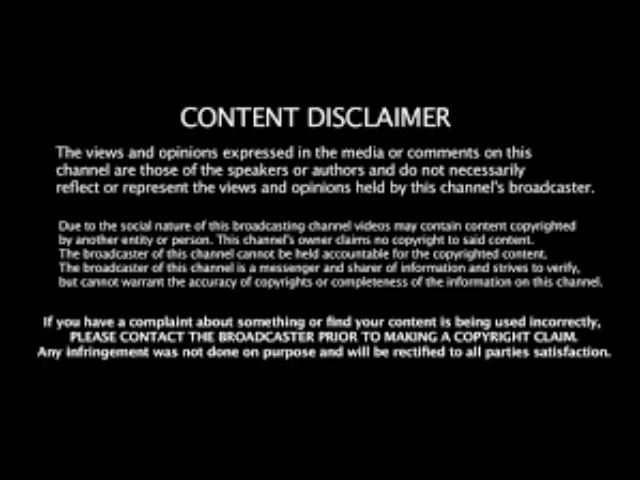 CONTENT DISCLAIMER
The views and opinions expressed in the media or comments on this
channel are those of the speakers or authors and do not necessarily
reflect or represent the views and opinions held by this channel's broadcaster.
Due to the social nature of this broadcasting channel videos may contain content copyrighted
by another entity or person. This channel's owner claims no copyright to said content.
The broadcaster of this channel cannot be held accountable for the copyrighted content.
The broadcaster of this channel is a messenger and sharer of information and strives to verify,
but cannot warrant the accuracy of copyrights or completeness of the information on this channel.
If you have a complaint about something or find your content is being used incorrectly,
PLEASE CONTACT THE BROADCASTER PRIOR TO MAKING A COPYRIGHT CLAIM.
Any infringement was not done on purpose and will be rectified to all parties satisfaction.